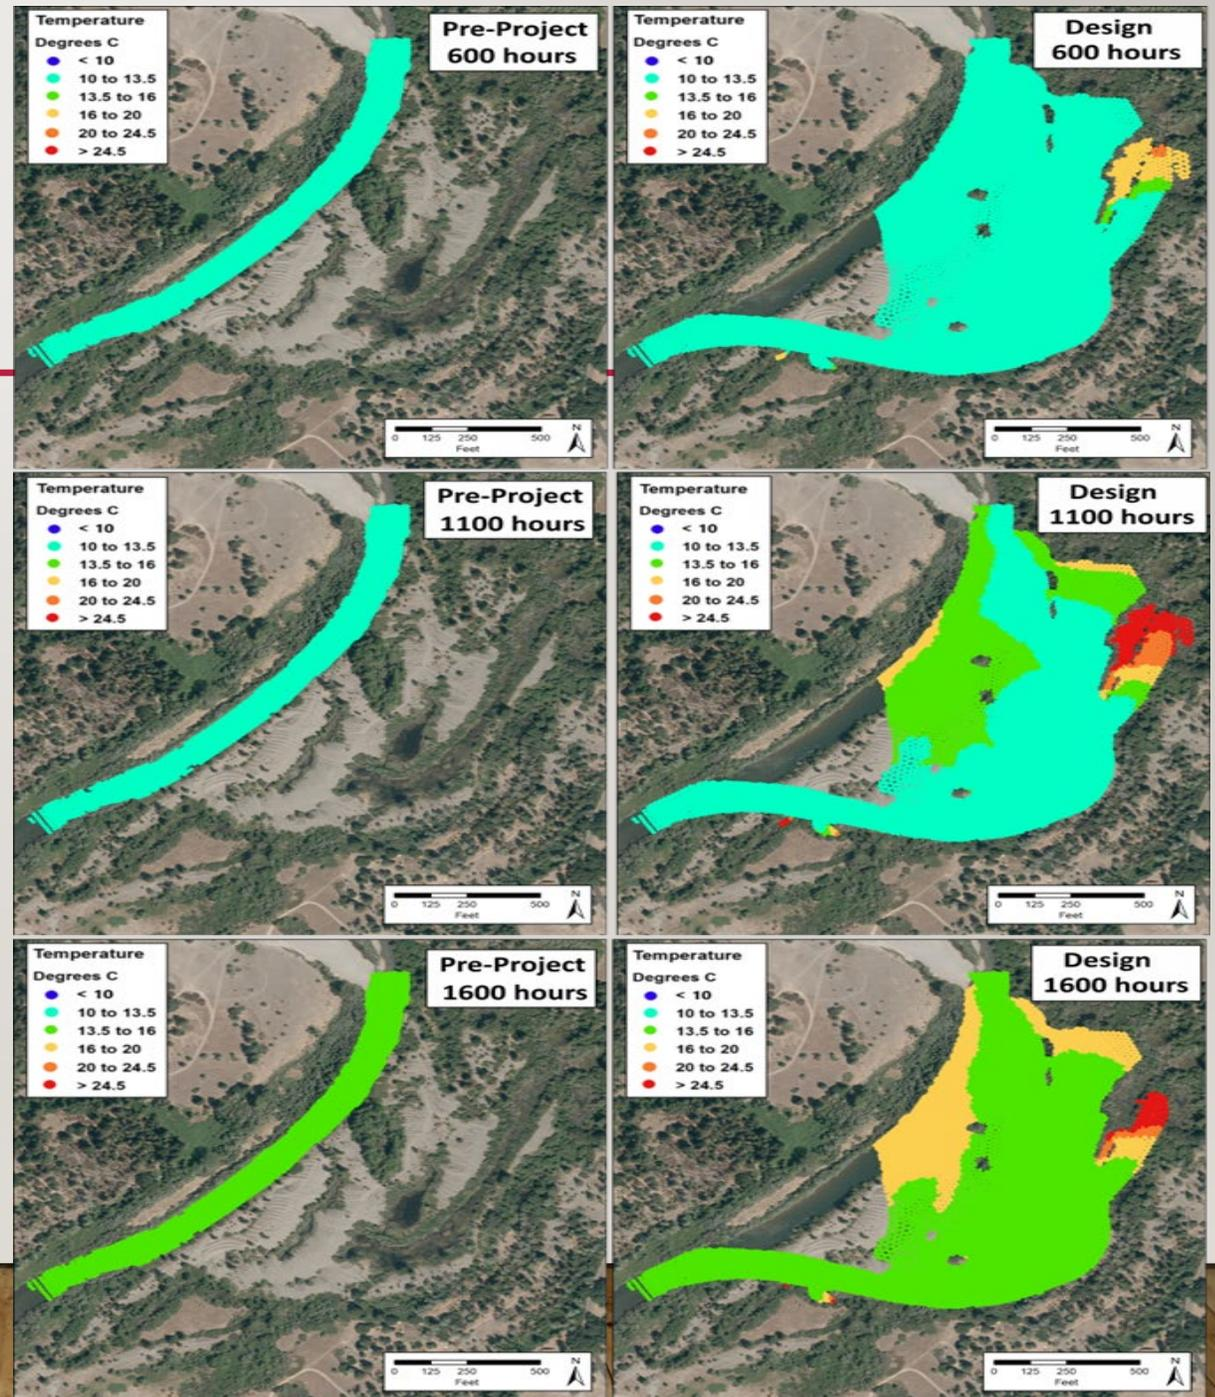 Temperature
Degrees C
< 10
10 to 13.5
13.5 to 16
16 to 20
20 to 24.5
> 24.5
Pre-Project
600 hours
0 125 250 500
Feet
N
Temperature
Degrees C
< 10
10 to 13.5
13.5 to 16
16 to 20
20 to 24.5
> 24.5
Design
600 hours
0 125 250 500
Feet
N
Temperature
Degrees C
< 10
10 to 13.5
13.5 to 16
16 to 20
20 to 24.5
> 24.5
Pre-Project
1100 hours
0 125 250 500
Feet
N
Temperature
Degrees C
< 10
10 to 13.5
13.5 to 16
16 to 20
20 to 24.5
> 24.5
Design
1100 hours
0 125 250 500
Feet
N
Temperature
Degrees C
< 10
10 to 13.5
13.5 to 16
16 to 20
20 to 24.5
> 24.5
Pre-Project
1600 hours
0 125 250 500
Feet
N
Temperature
Degrees C
< 10
10 to 13.5
13.5 to 16
16 to 20
20 to 24.5
> 24.5
Design
1600 hours
0 125 250 500
Feet
N